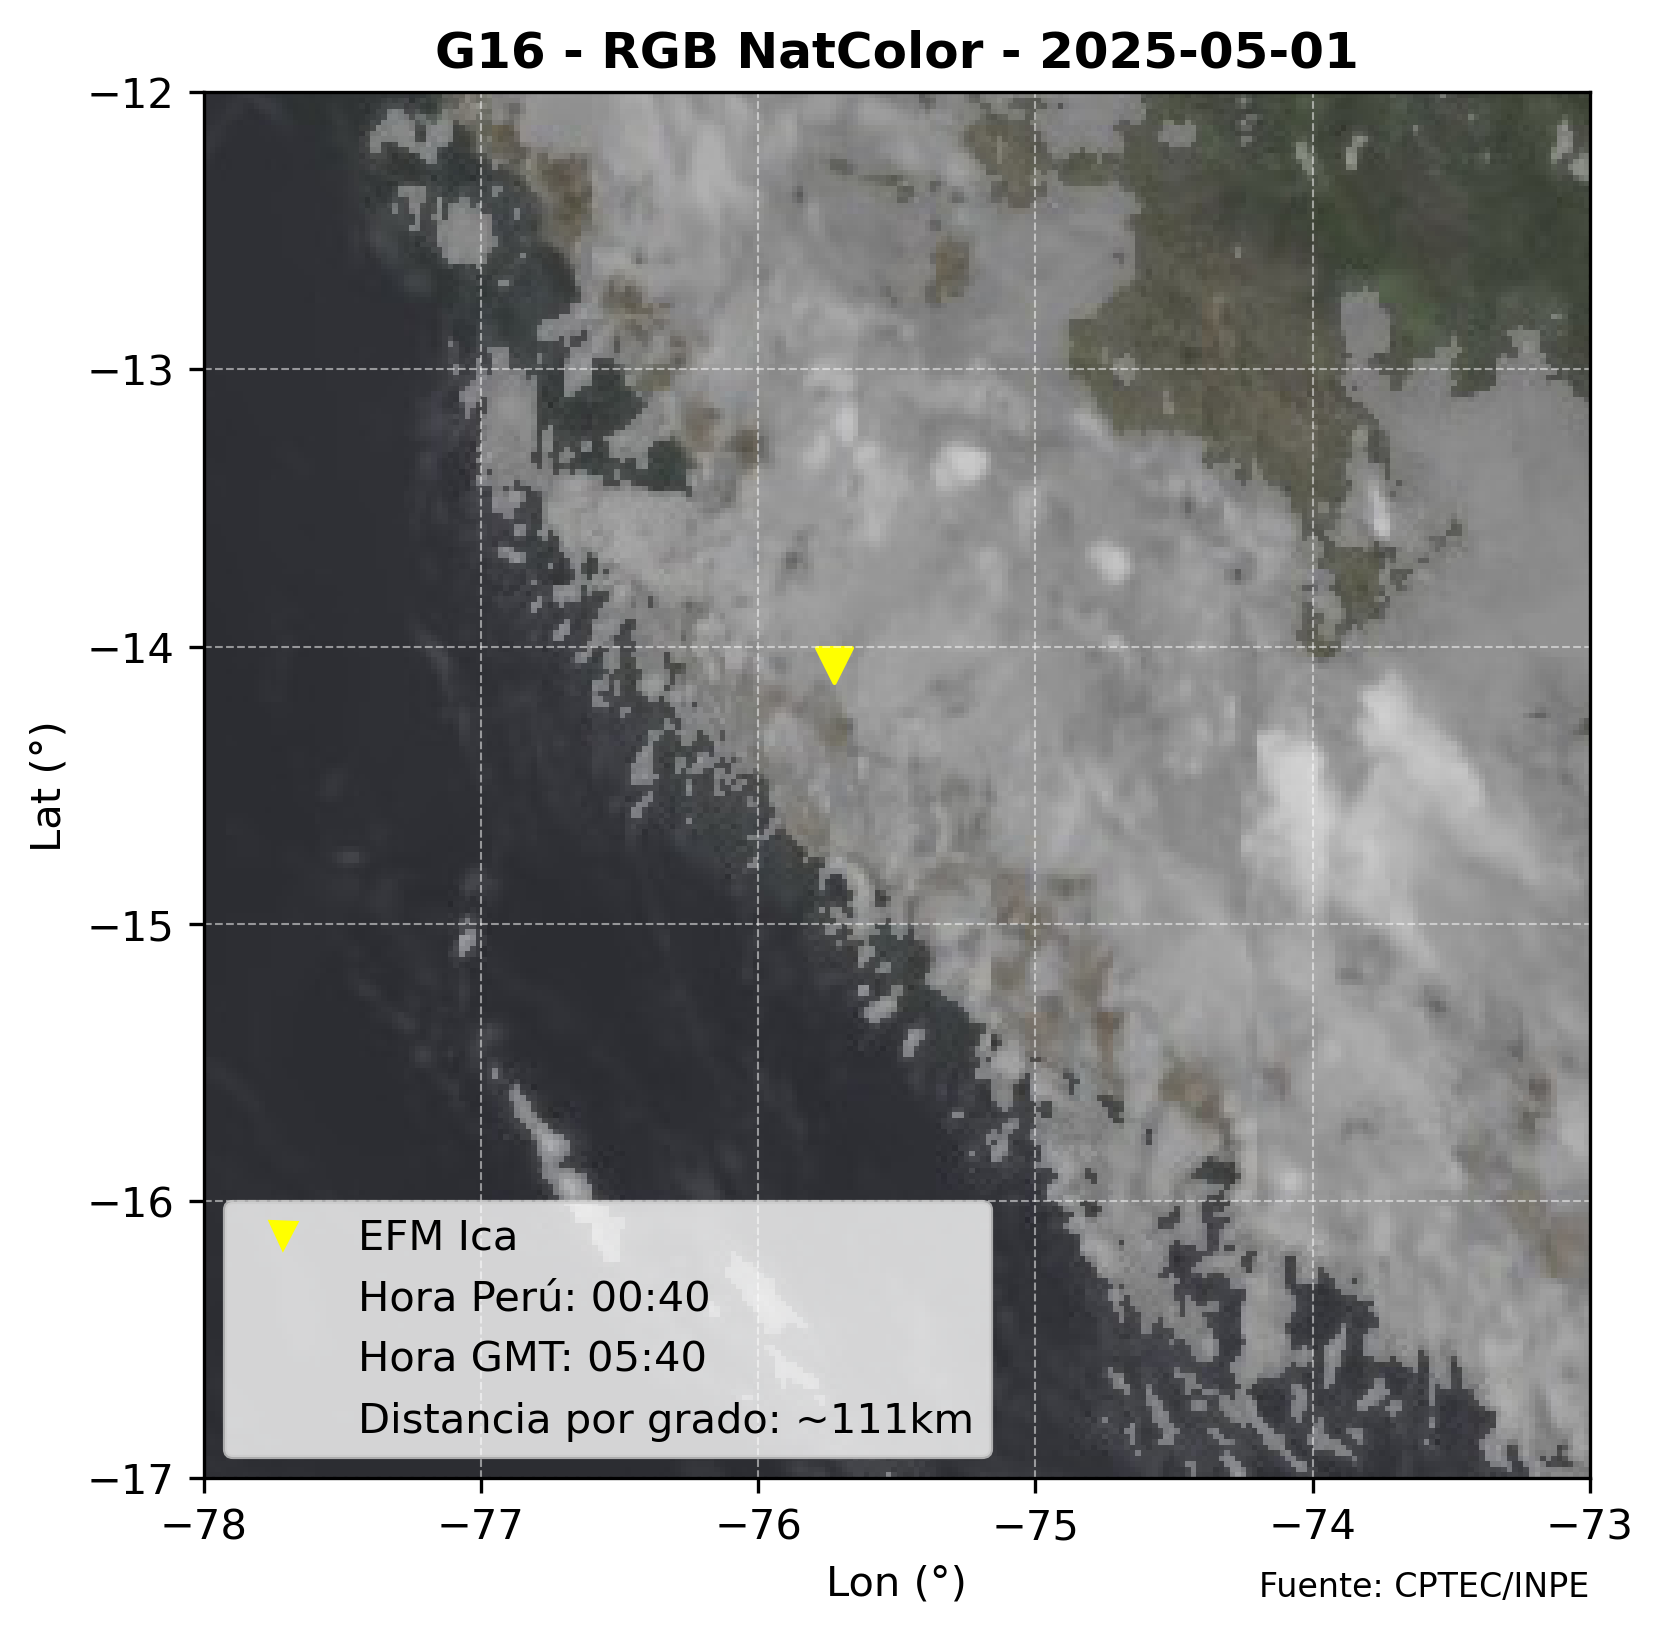 G16 - RGB NatColor - 2025-05-01
−12
−13
−14
−15
−16
−17
Lat (°)
EFM Ica
Hora Perú: 00:40
Hora GMT: 05:40
Distancia por grado: ~111km
−78 −77 −76 −75 −74 −73
Lon (°)
Fuente: CPTEC/INPE